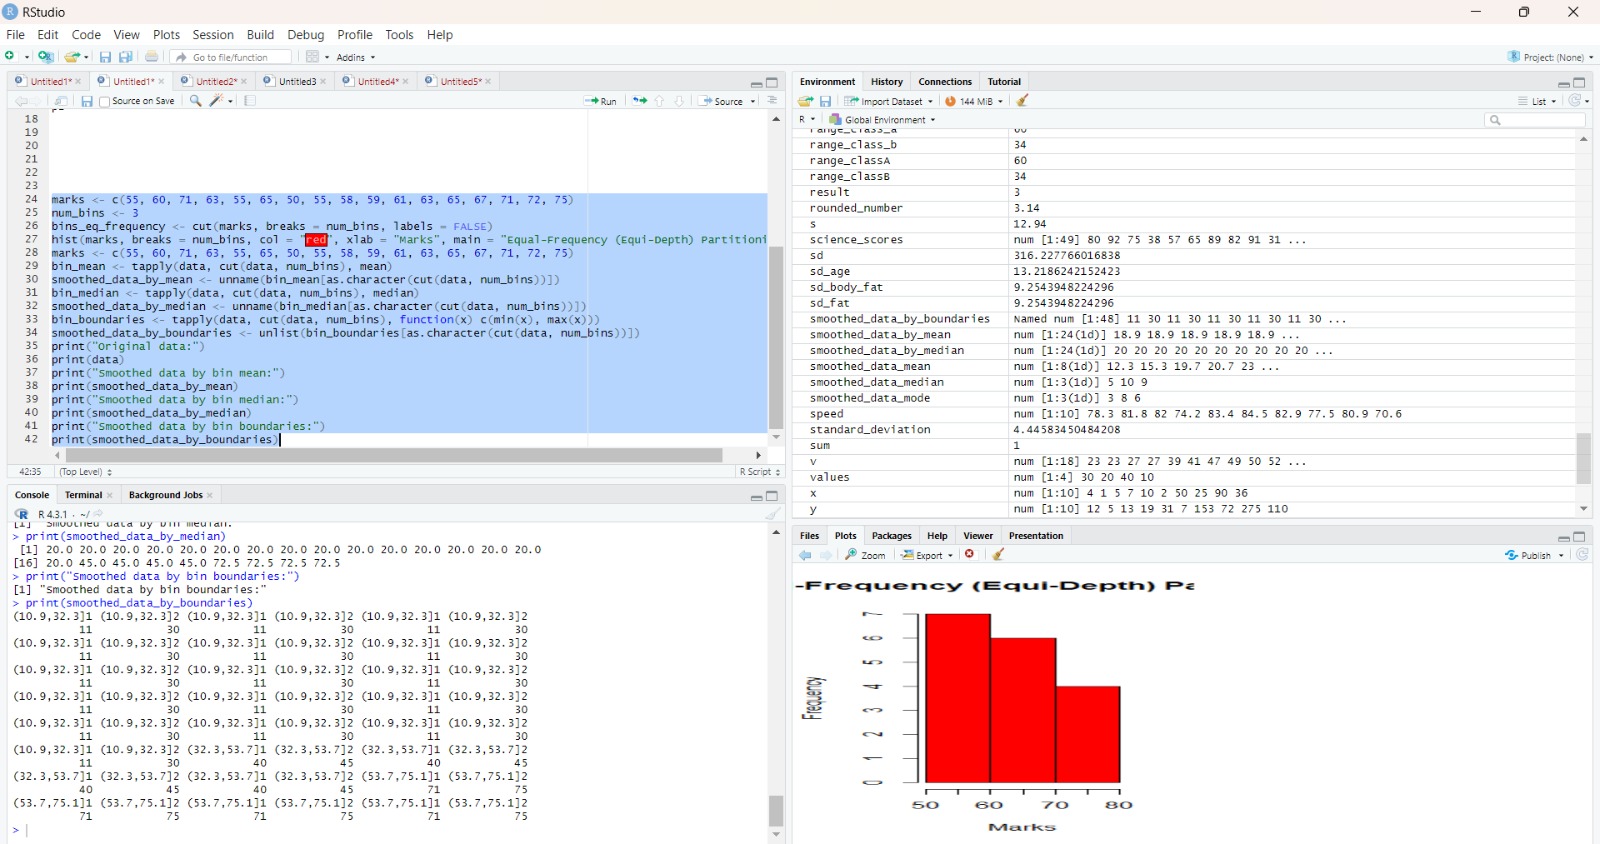 RStudio
File Edit Code View Plots Session Build Debug Profile Tools Help
Go to file/function Addins Project: (None)
Untitled1* Untitled1* Untitled2* Untitled3 Untitled4* Untitled5*
Source on Save Run Source
18
19
20
21
22
23
24 marks <- c(55, 60, 71, 63, 55, 65, 50, 55, 58, 59, 61, 63, 65, 67, 71, 72, 75)
25 num_bins <- 3
26 bins_eq_frequency <- cut(marks, breaks = num_bins, labels = FALSE)
27 hist(marks, breaks = num_bins, col = "red", xlab = "Marks", main = "Equal-Frequency (Equi-Depth) Partitioni
28 marks <- c(55, 60, 71, 63, 55, 65, 50, 55, 58, 59, 61, 63, 65, 67, 71, 72, 75)
29 bin_mean <- tapply(data, cut(data, num_bins), mean)
30 smoothed_data_by_mean <- unname(bin_mean[as.character(cut(data, num_bins))])
31 bin_median <- tapply(data, cut(data, num_bins), median)
32 smoothed_data_by_median <- unname(bin_median[as.character(cut(data, num_bins))])
33 bin_boundaries <- tapply(data, cut(data, num_bins), function(x) c(min(x), max(x)))
34 smoothed_data_by_boundaries <- unlist(bin_boundaries[as.character(cut(data, num_bins))])
35 print("Original data:")
36 print(data)
37 print("Smoothed data by bin mean:")
38 print(smoothed_data_by_mean)
39 print("Smoothed data by bin median:")
40 print(smoothed_data_by_median)
41 print("Smoothed data by bin boundaries:")
42 print(smoothed_data_by_boundaries)
42:35 (Top Level) R Script
Console Terminal Background Jobs
R 4.3.1 · ~/
[1] "Smoothed data by bin median:"
> print(smoothed_data_by_median)
[1] 20.0 20.0 20.0 20.0 20.0 20.0 20.0 20.0 20.0 20.0 20.0 20.0 20.0 20.0 20.0
[16] 20.0 45.0 45.0 45.0 45.0 72.5 72.5 72.5 72.5
> print("Smoothed data by bin boundaries:")
[1] "Smoothed data by bin boundaries:"
> print(smoothed_data_by_boundaries)
(10.9,32.3]1 (10.9,32.3]2 (10.9,32.3]1 (10.9,32.3]2 (10.9,32.3]1 (10.9,32.3]2
11 30 11 30 11 30
(10.9,32.3]1 (10.9,32.3]2 (10.9,32.3]1 (10.9,32.3]2 (10.9,32.3]1 (10.9,32.3]2
11 30 11 30 11 30
(10.9,32.3]1 (10.9,32.3]2 (10.9,32.3]1 (10.9,32.3]2 (10.9,32.3]1 (10.9,32.3]2
11 30 11 30 11 30
(10.9,32.3]1 (10.9,32.3]2 (10.9,32.3]1 (10.9,32.3]2 (10.9,32.3]1 (10.9,32.3]2
11 30 11 30 11 30
(10.9,32.3]1 (10.9,32.3]2 (10.9,32.3]1 (10.9,32.3]2 (10.9,32.3]1 (10.9,32.3]2
11 30 11 30 11 30
(10.9,32.3]1 (10.9,32.3]2 (32.3,53.7]1 (32.3,53.7]2 (32.3,53.7]1 (32.3,53.7]2
11 30 40 45 40 45
(32.3,53.7]1 (32.3,53.7]2 (32.3,53.7]1 (32.3,53.7]2 (53.7,75.1]1 (53.7,75.1]2
40 45 40 45 71 75
(53.7,75.1]1 (53.7,75.1]2 (53.7,75.1]1 (53.7,75.1]2 (53.7,75.1]1 (53.7,75.1]2
71 75 71 75 71 75
>
Environment History Connections Tutorial
Import Dataset 144 MiB List
R Global Environment
range_class_a 60
range_class_b 34
range_classA 60
range_classB 34
result 3
rounded_number 3.14
s 12.94
science_scores num [1:49] 80 92 75 38 57 65 89 82 91 31 ...
sd 316.227766016838
sd_age 13.2186242152423
sd_body_fat 9.2543948224296
sd_fat 9.2543948224296
smoothed_data_by_boundaries Named num [1:48] 11 30 11 30 11 30 11 30 11 30 ...
smoothed_data_by_mean num [1:24(1d)] 18.9 18.9 18.9 18.9 18.9 ...
smoothed_data_by_median num [1:24(1d)] 20 20 20 20 20 20 20 20 20 20 ...
smoothed_data_mean num [1:8(1d)] 12.3 15.3 19.7 20.7 23 ...
smoothed_data_median num [1:3(1d)] 5 10 9
smoothed_data_mode num [1:3(1d)] 3 8 6
speed num [1:10] 78.3 81.8 82 74.2 83.4 84.5 82.9 77.5 80.9 70.6
standard_deviation 4.44583450484208
sum 1
v num [1:18] 23 23 27 27 39 41 47 49 50 52 ...
values num [1:4] 30 20 40 10
x num [1:10] 4 1 5 7 10 2 50 25 90 36
y num [1:10] 12 5 13 19 31 7 153 72 275 110
Files Plots Packages Help Viewer Presentation
Zoom Export Publish
-Frequency (Equi-Depth) Pa
7
6
5
4
3
2
1
0
Frequency
50 60 70 80
Marks